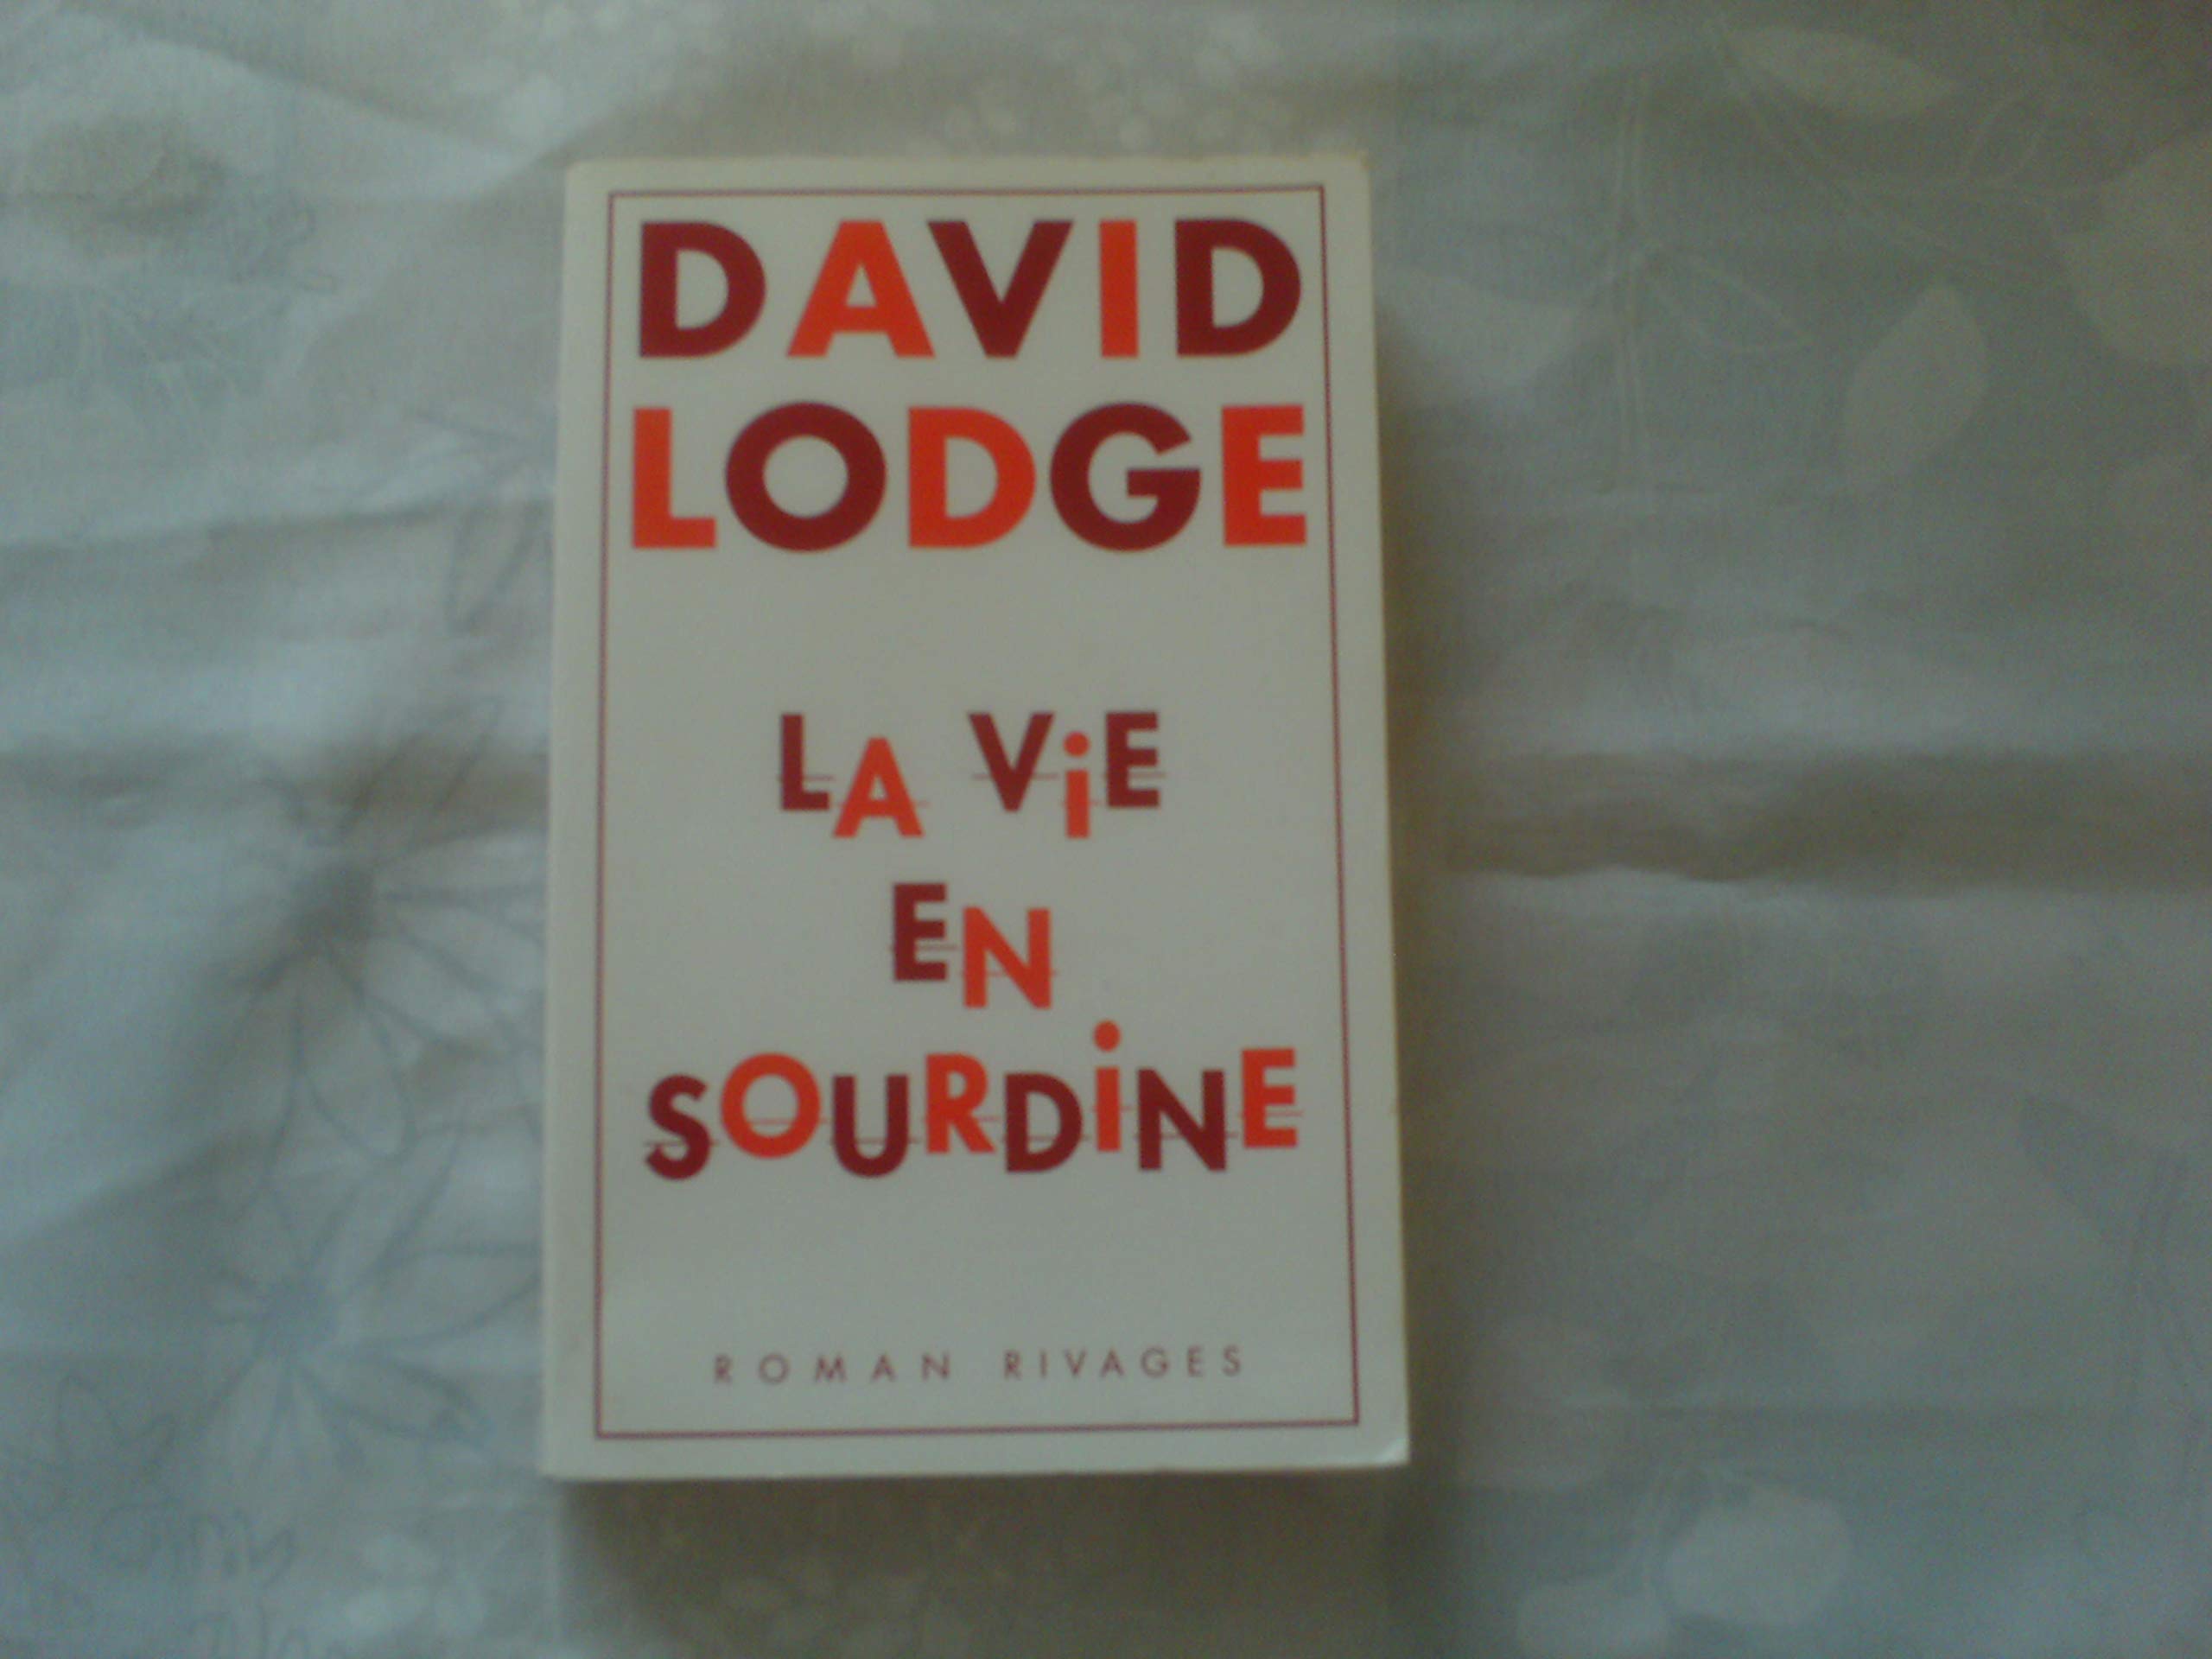 DAVID
LODGE
LA ViE
EN
SOURDiNE
ROMAN RIVAGES